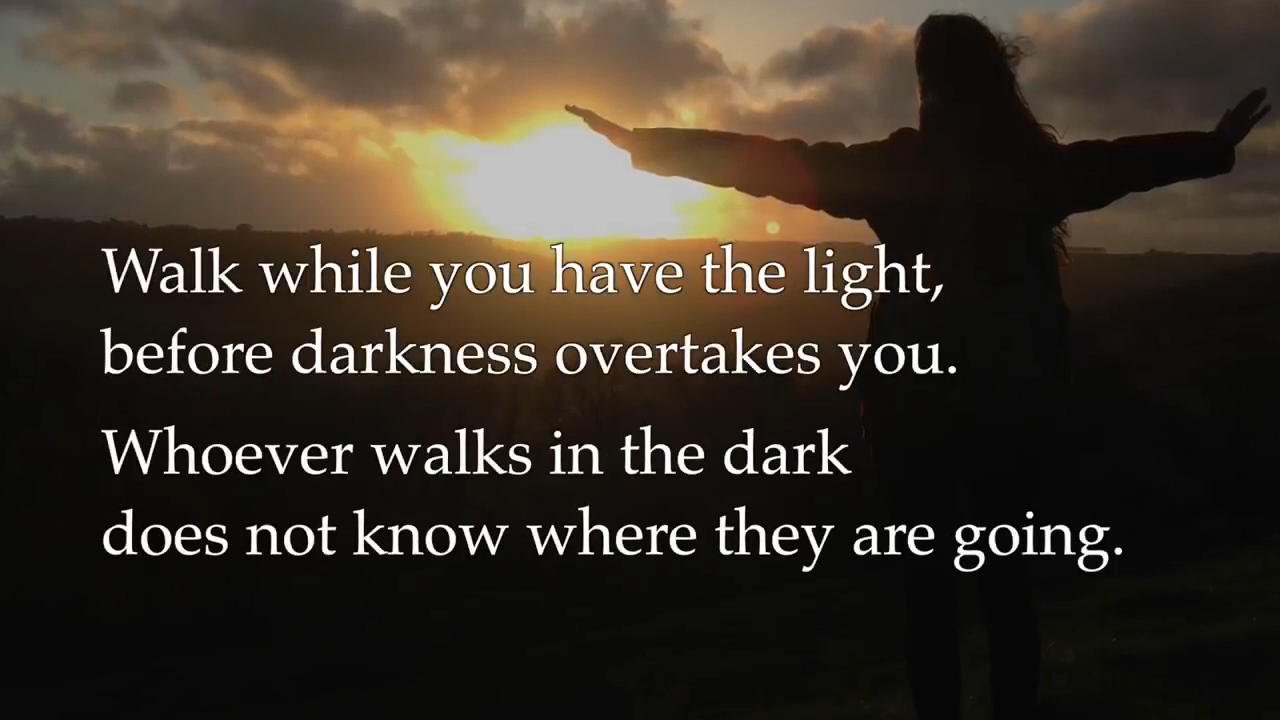 Walk while you have the light,
before darkness overtakes you.
Whoever walks in the dark
does not know where they are going.